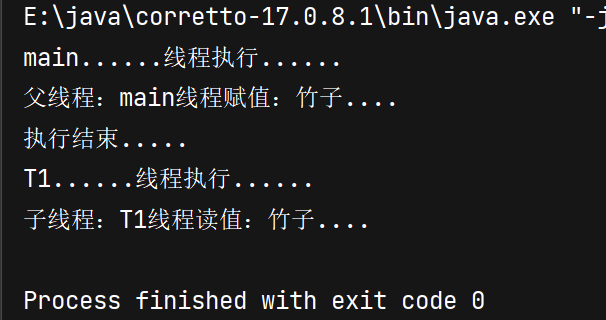 E:\java\corretto-17.0.8.1\bin\java.exe "-j
main......线程执行......
父线程：main线程赋值：竹子....
执行结束.....
T1......线程执行......
子线程：T1线程读值：竹子....
Process finished with exit code 0